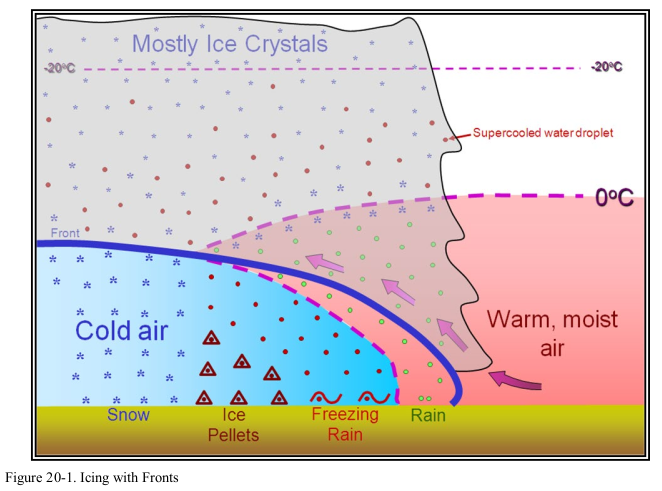 Mostly Ice Crystals
-20°C
-20°C
Supercooled water droplet
0°C
Front
Cold air
Warm, moist
air
Snow
Ice
Pellets
Freezing
Rain
Rain
Figure 20-1. Icing with Fronts